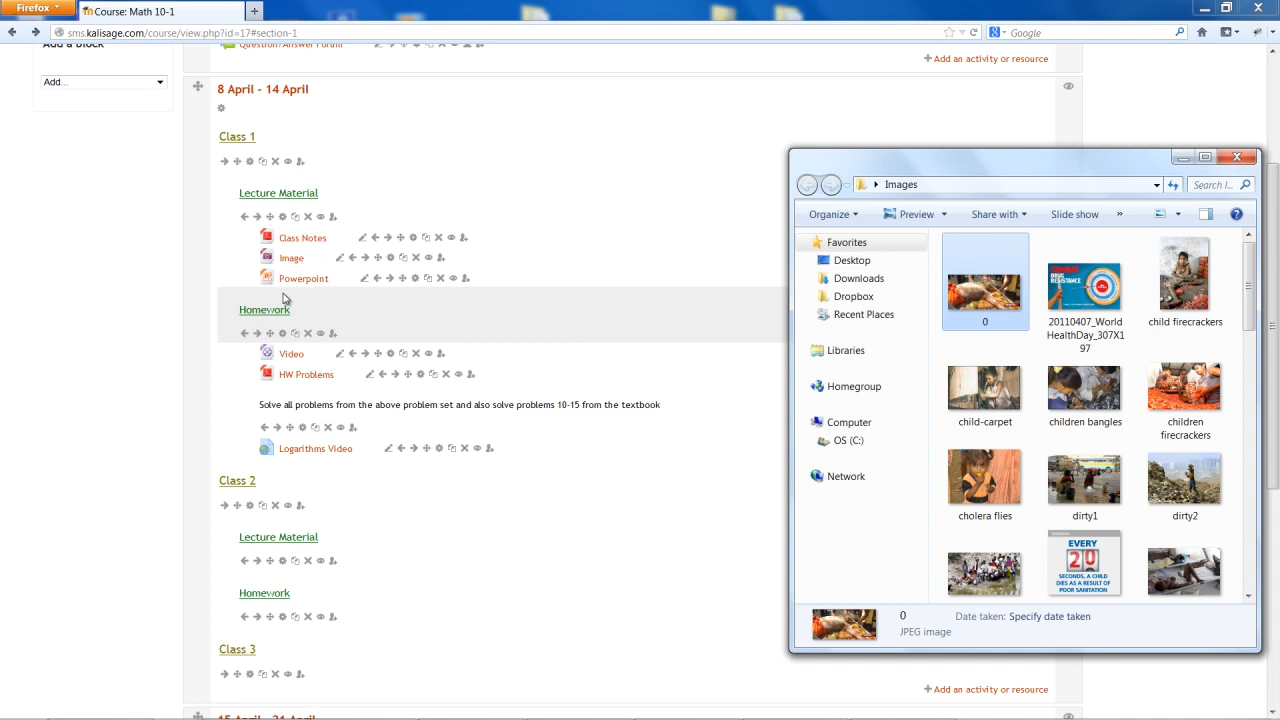 Firefox
Course: Math 10-1
sms.kalisage.com/course/view.php?id=17#section-1
Google
Add a block
Add...
Question/Answer Forum
Add an activity or resource
8 April - 14 April
Class 1
Lecture Material
Class Notes
Image
Powerpoint
Homework
Video
HW Problems
Solve all problems from the above problem set and also solve problems 10-15 from the textbook
Logarithms Video
Class 2
Lecture Material
Homework
Class 3
Add an activity or resource
15 April - 21 April
Images
Search I...
Organize
Preview
Share with
Slide show
»
Favorites
Desktop
Downloads
Dropbox
Recent Places
Libraries
Homegroup
Computer
OS (C:)
Network
0
DRUG
RESISTANCE
20110407_World
HealthDay_307X1
97
child firecrackers
child-carpet
children bangles
children
firecrackers
cholera flies
dirty1
dirty2
EVERY
20
SECONDS, A CHILD
DIES AS A RESULT OF
POOR SANITATION
0
Date taken: Specify date taken
JPEG image